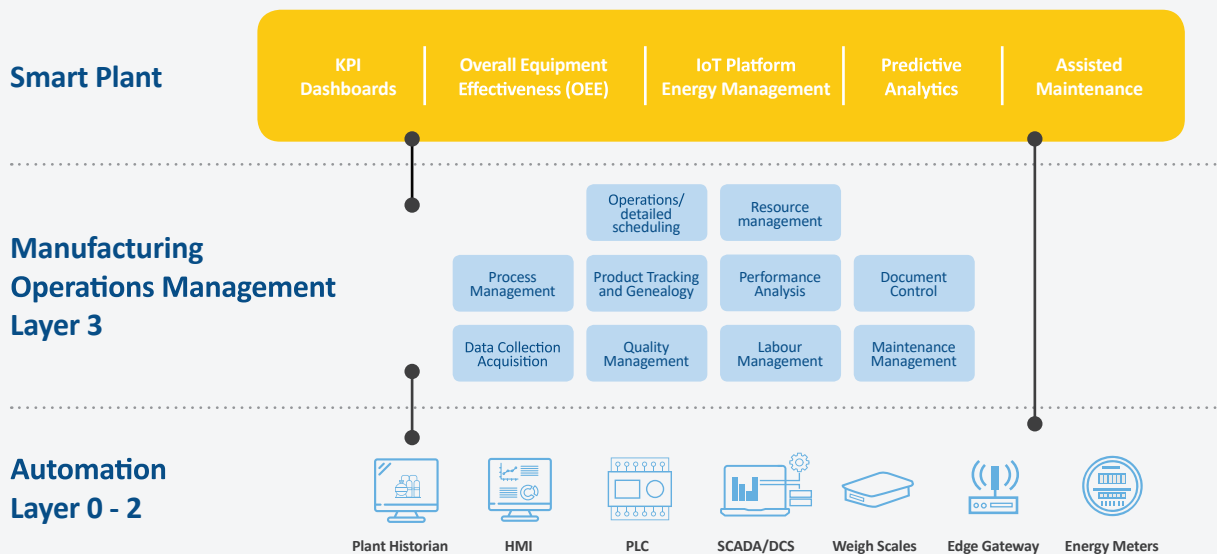 Smart Plant
KPI
Dashboards
Overall Equipment
Effectiveness (OEE)
IoT Platform
Energy Management
Predictive
Analytics
Assisted
Maintenance
Manufacturing
Operations Management
Layer 3
Operations/
detailed
scheduling
Resource
management
Process
Management
Product Tracking
and Genealogy
Performance
Analysis
Document
Control
Data Collection
Acquisition
Quality
Management
Labour
Management
Maintenance
Management
Automation
Layer 0 - 2
Plant Historian
HMI
PLC
SCADA/DCS
Weigh Scales
Edge Gateway
Energy Meters